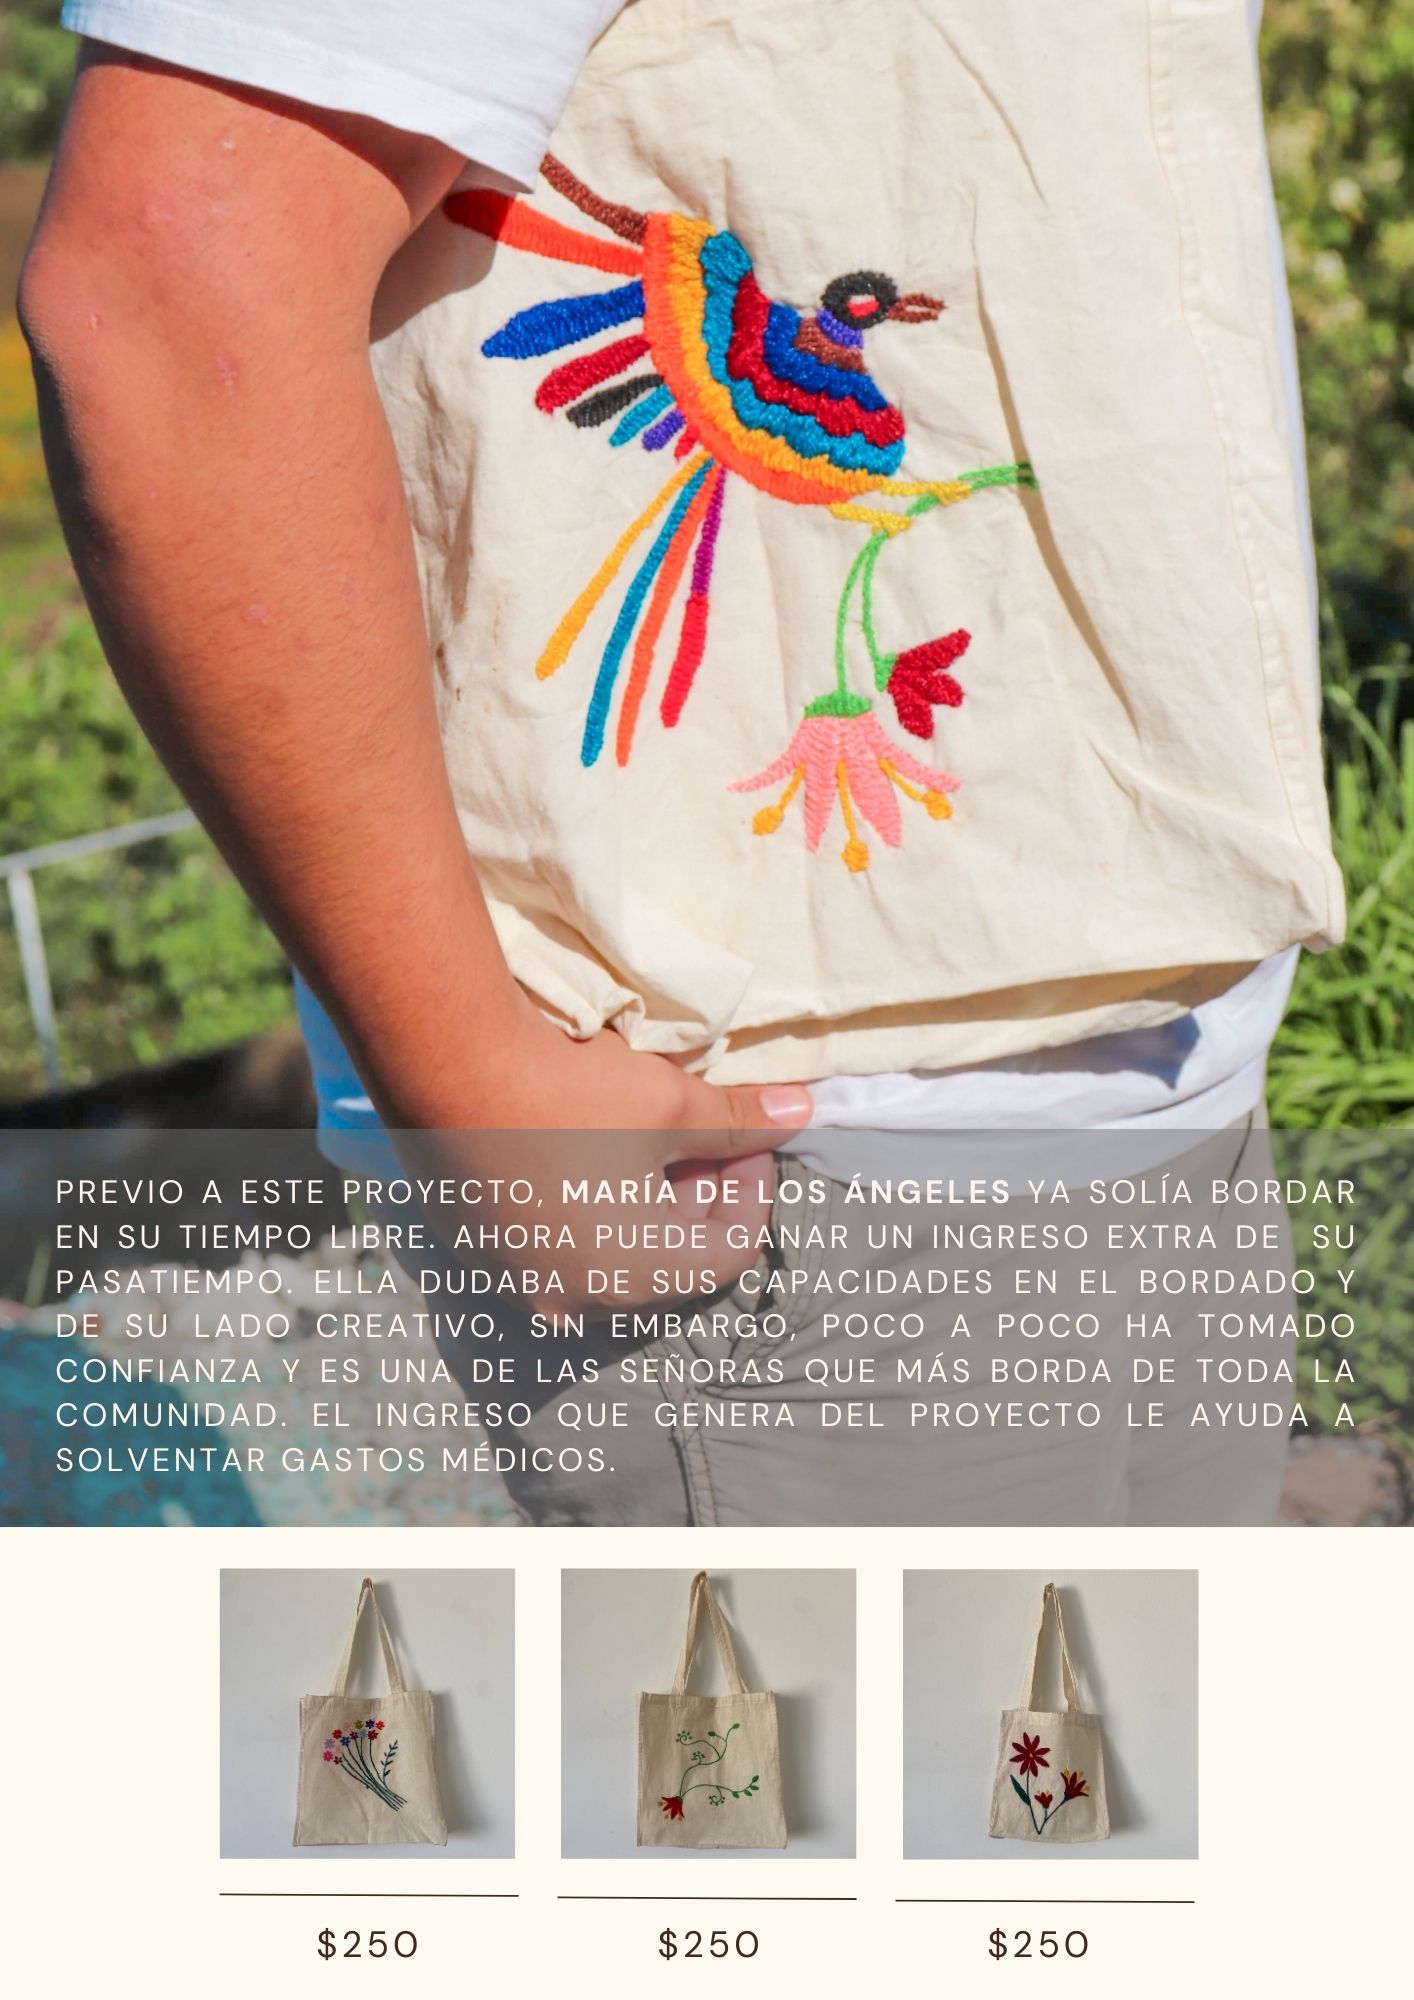 PREVIO A ESTE PROYECTO, MARÍA DE LOS ÁNGELES YA SOLÍA BORDAR
EN SU TIEMPO LIBRE. AHORA PUEDE GANAR UN INGRESO EXTRA DE SU
PASATIEMPO. ELLA DUDABA DE SUS CAPACIDADES EN EL BORDADO Y
DE SU LADO CREATIVO, SIN EMBARGO, POCO A POCO HA TOMADO
CONFIANZA Y ES UNA DE LAS SEÑORAS QUE MÁS BORDA DE TODA LA
COMUNIDAD. EL INGRESO QUE GENERA DEL PROYECTO LE AYUDA A
SOLVENTAR GASTOS MÉDICOS.
$250
$250
$250